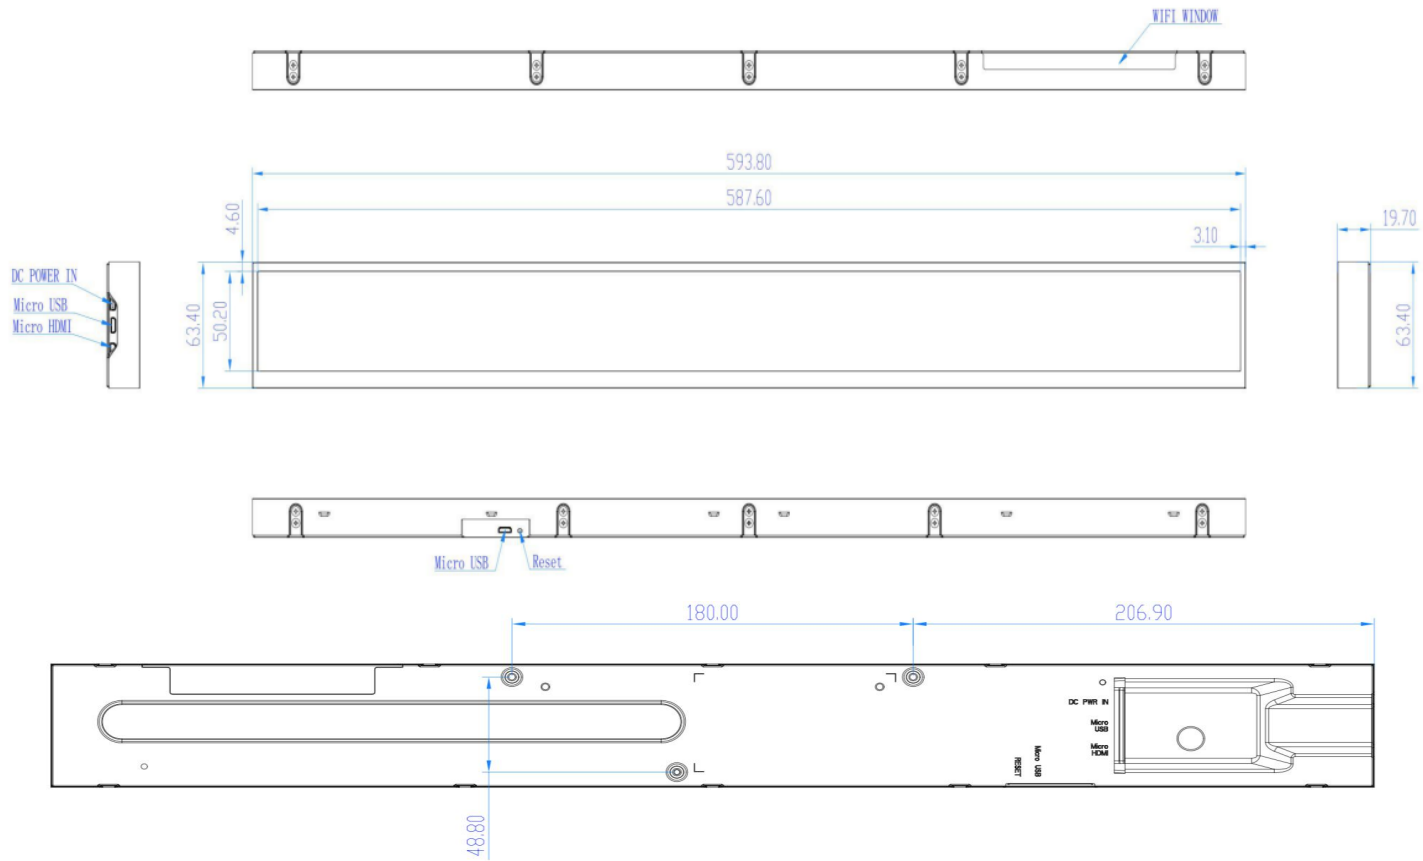 WIFI WINDOW
593.80
587.60
4.60
3.10
19.70
DC POWER IN
Micro USB
Micro HDMI
63.40
50.20
63.40
Micro USB
Reset
180.00
206.90
DC PWR IN
Micro
USB
Micro
HDMI
Micro USB
RESET
48.80